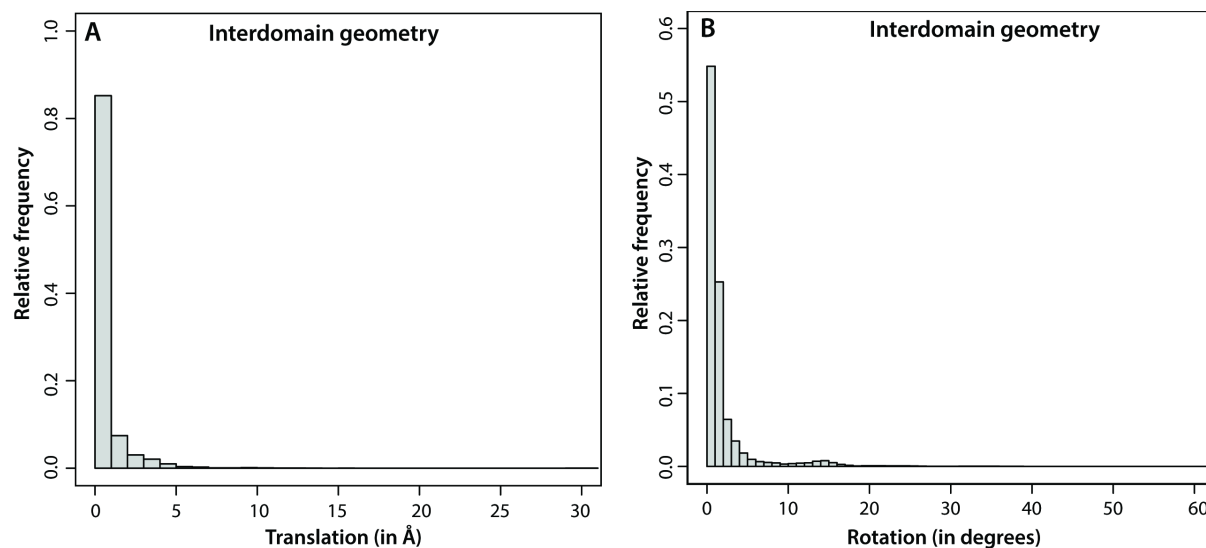 A
Interdomain geometry
Relative frequency
1.0
0.8
0.6
0.4
0.2
0.0
0 5 10 15 20 25 30
Translation (in Å)
B
Interdomain geometry
Relative frequency
0.6
0.5
0.4
0.3
0.2
0.1
0.0
0 10 20 30 40 50 60
Rotation (in degrees)